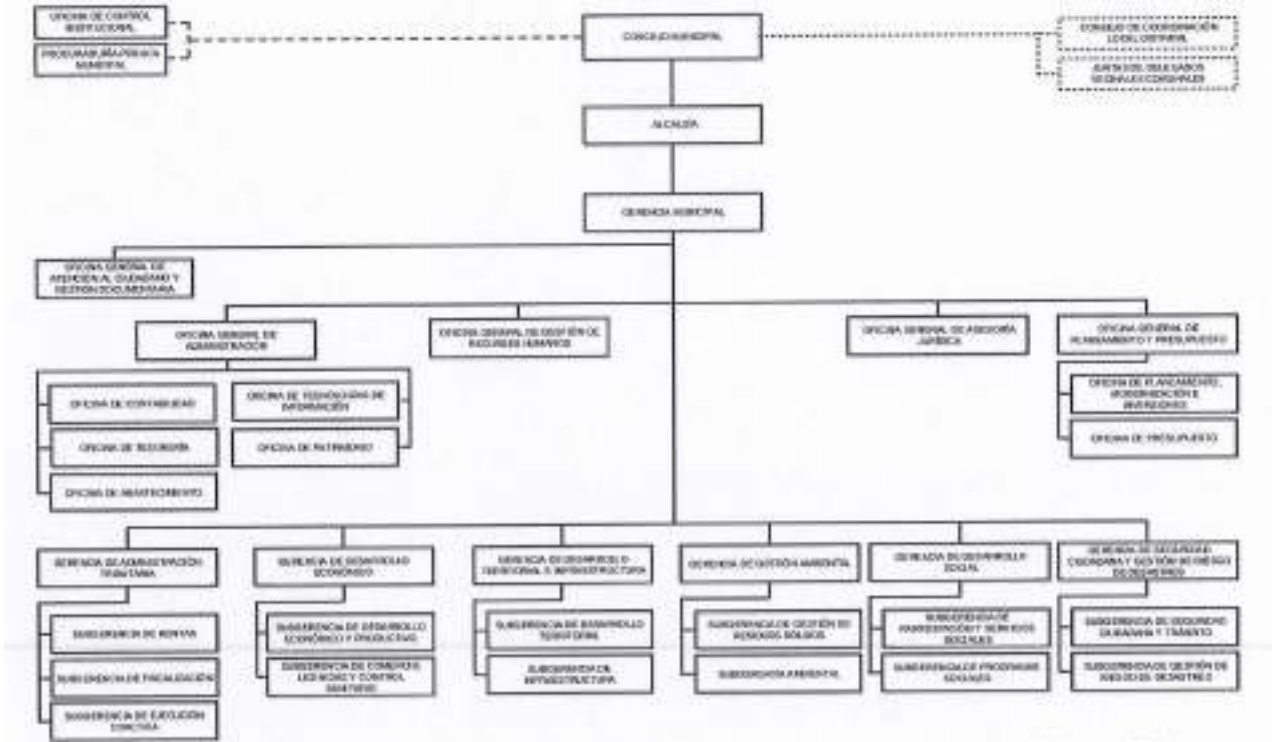 OFICINA DE CONTROL
INSTITUCIONAL
PROCURADURÍA PÚBLICA
MUNICIPAL
CONCEJO MUNICIPAL
CONSEJO DE COORDINACIÓN
LOCAL DISTRITAL
JUNTA DE DELEGADOS
VECINALES COMUNALES
ALCALDÍA
GERENCIA MUNICIPAL
OFICINA GENERAL DE
ATENCIÓN AL CIUDADANO Y
GESTIÓN DOCUMENTARIA
OFICINA GENERAL DE
ADMINISTRACIÓN
OFICINA GENERAL DE GESTIÓN DE
RECURSOS HUMANOS
OFICINA GENERAL DE ASESORÍA
JURÍDICA
OFICINA GENERAL DE
PLANEAMIENTO Y PRESUPUESTO
OFICINA DE CONTABILIDAD
OFICINA DE TECNOLOGÍAS DE
INFORMACIÓN
OFICINA DE PLANEAMIENTO,
MODERNIZACIÓN E
INVERSIONES
OFICINA DE TESORERÍA
OFICINA DE PATRIMONIO
OFICINA DE PRESUPUESTO
OFICINA DE ABASTECIMIENTO
GERENCIA DE ADMINISTRACIÓN
TRIBUTARIA
GERENCIA DE DESARROLLO
ECONÓMICO
GERENCIA DE DESARROLLO
TERRITORIAL E INFRAESTRUCTURA
GERENCIA DE GESTIÓN AMBIENTAL
GERENCIA DE DESARROLLO
SOCIAL
GERENCIA DE SEGURIDAD
CIUDADANA Y GESTIÓN DE RIESGO
DE DESASTRES
SUBGERENCIA DE RENTAS
SUBGERENCIA DE DESARROLLO
ECONÓMICO Y PRODUCTIVO
SUBGERENCIA DE DESARROLLO
TERRITORIAL
SUBGERENCIA DE GESTIÓN DE
RESIDUOS SÓLIDOS
SUBGERENCIA DE
PARTICIPACIÓN Y SERVICIOS
SOCIALES
SUBGERENCIA DE SEGURIDAD
CIUDADANA Y TRÁNSITO
SUBGERENCIA DE FISCALIZACIÓN
SUBGERENCIA DE COMERCIO,
LICENCIAS Y CONTROL
SANITARIO
SUBGERENCIA DE
INFRAESTRUCTURA
SUBGERENCIA AMBIENTAL
SUBGERENCIA DE PROGRAMAS
SOCIALES
SUBGERENCIA DE GESTIÓN DE
RIESGO DE DESASTRES
SUBGERENCIA DE EJECUCIÓN
COACTIVA